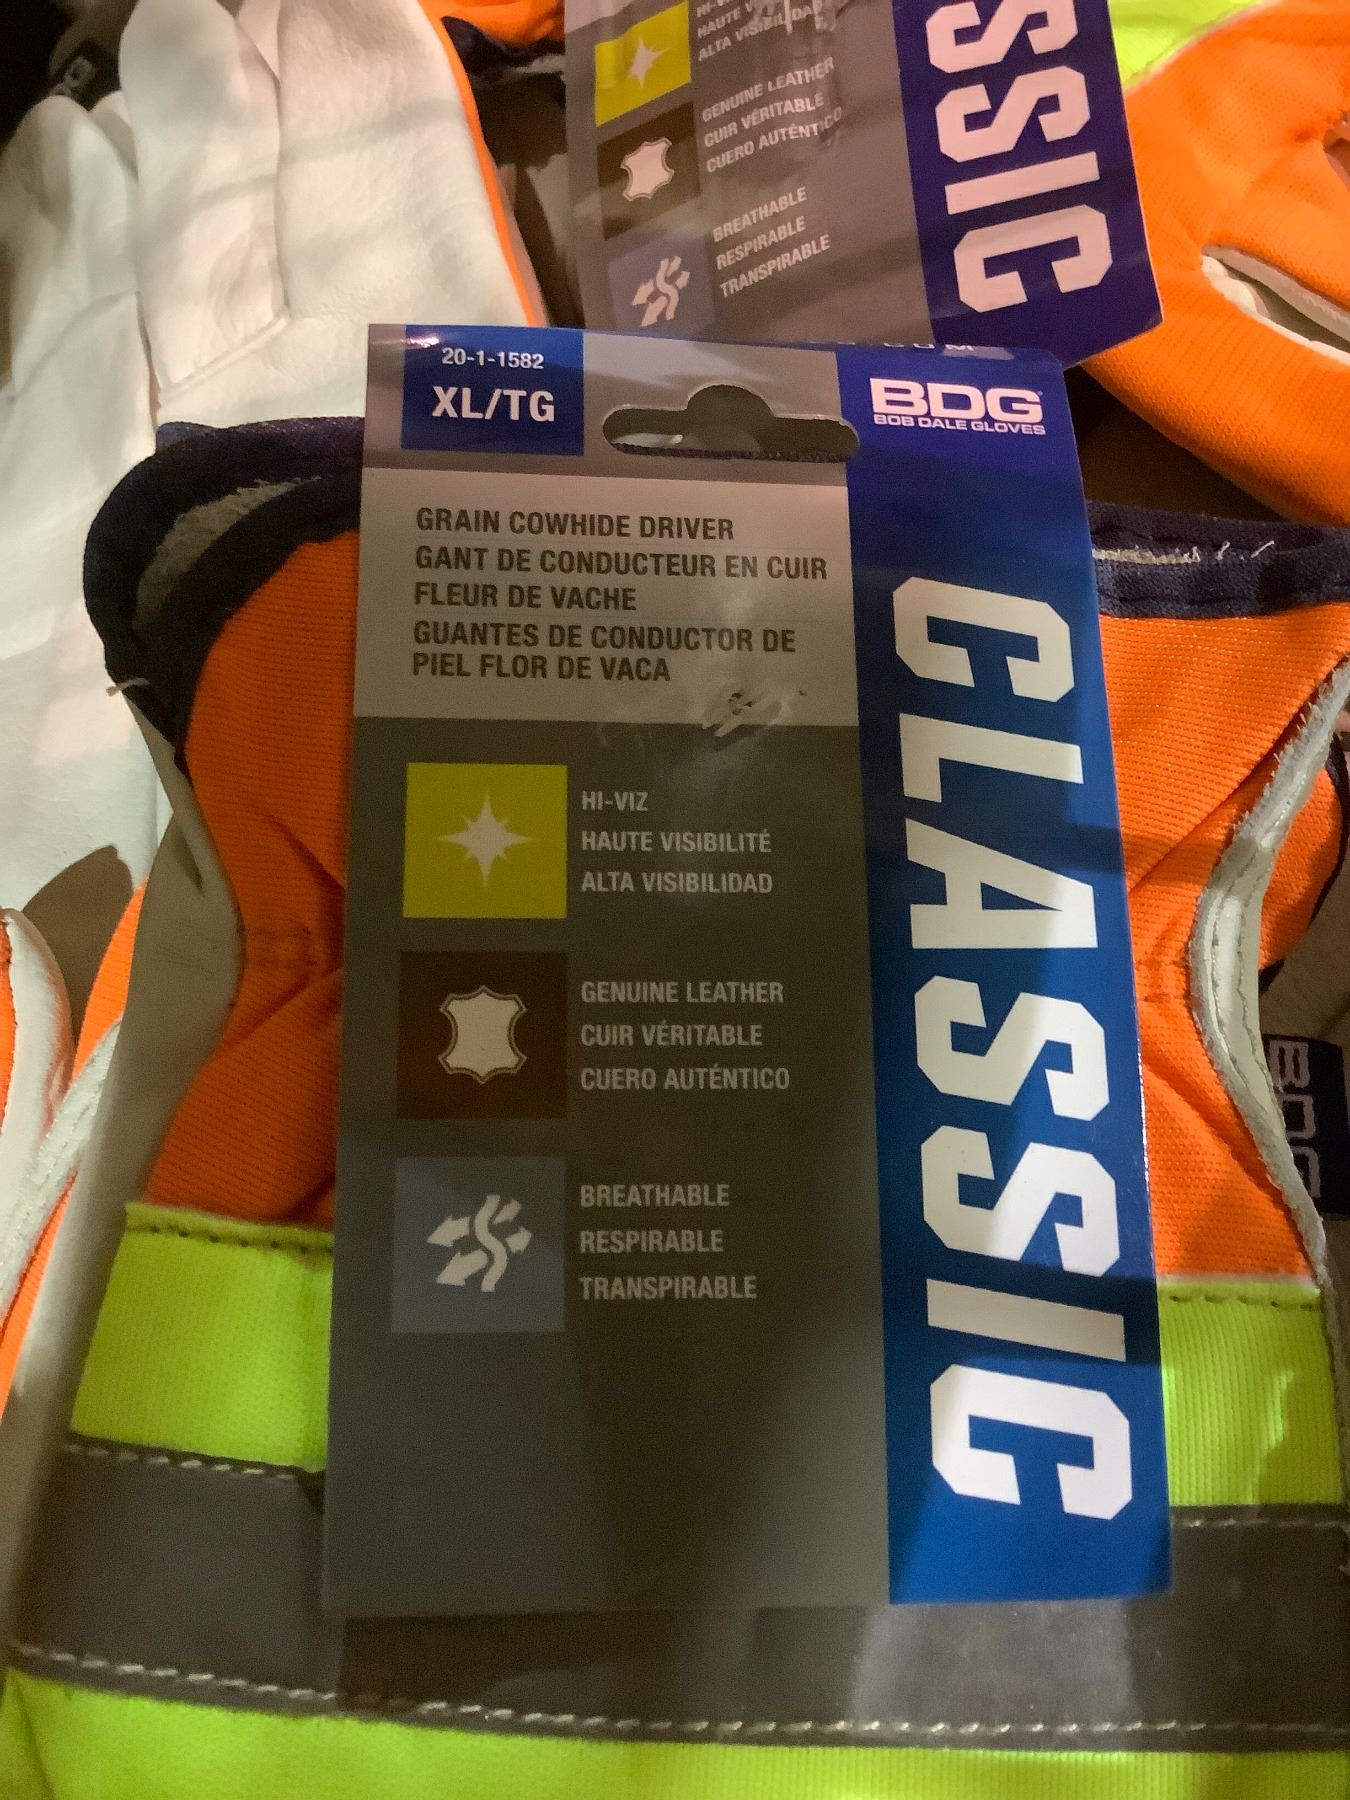 ALTA VISIBILIDAD
GENUINE LEATHER
CUIR VÉRITABLE
CUERO AUTÉNTICO
BREATHABLE
RESPIRABLE
TRANSPIRABLE
SSIC
20-1-1582
XL/TG
BDG
BOB DALE GLOVES
GRAIN COWHIDE DRIVER
GANT DE CONDUCTEUR EN CUIR
FLEUR DE VACHE
GUANTES DE CONDUCTOR DE
PIEL FLOR DE VACA
HI-VIZ
HAUTE VISIBILITÉ
ALTA VISIBILIDAD
GENUINE LEATHER
CUIR VÉRITABLE
CUERO AUTÉNTICO
BREATHABLE
RESPIRABLE
TRANSPIRABLE
CLASSIC
BDG